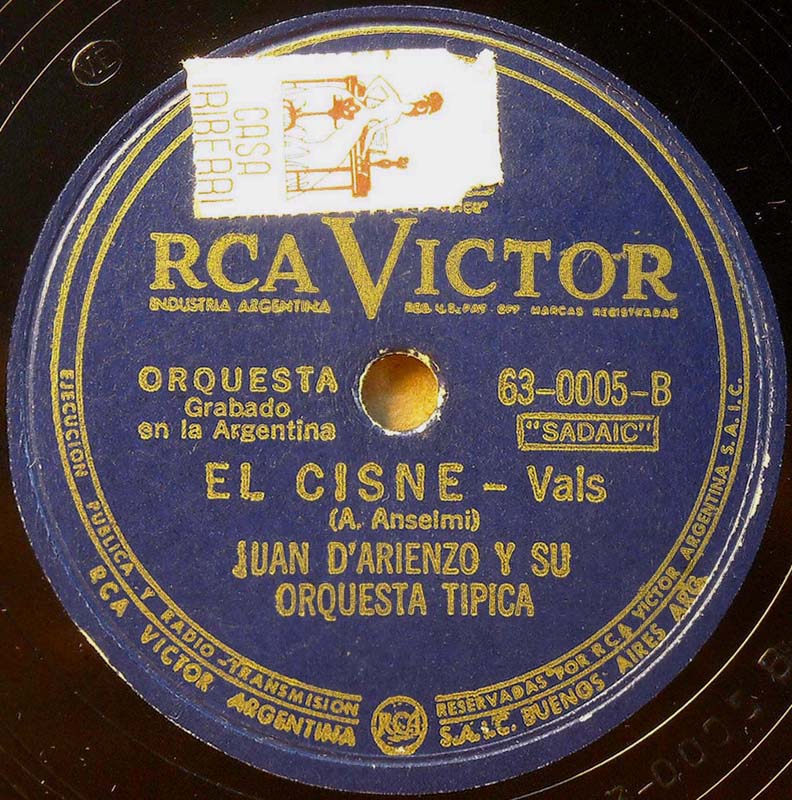 VE
CASA
IRIBERRI
RCA VICTOR
INDUSTRIA ARGENTINA
REG. U.S. PAT. OFF. MARCAS REGISTRADAS
ORQUESTA
Grabado
en la Argentina
63-0005-B
"SADAIC"
EL CISNE - Vals
(A. Anselmi)
JUAN D'ARIENZO Y SU
ORQUESTA TIPICA
EJECUCION PUBLICA Y RADIO-TRANSMISION
RESERVADAS POR RCA VICTOR ARGENTINA S.A.I.C.
RCA VICTOR ARGENTINA
S.A.I.C. BUENOS AIRES ARG.
RCA